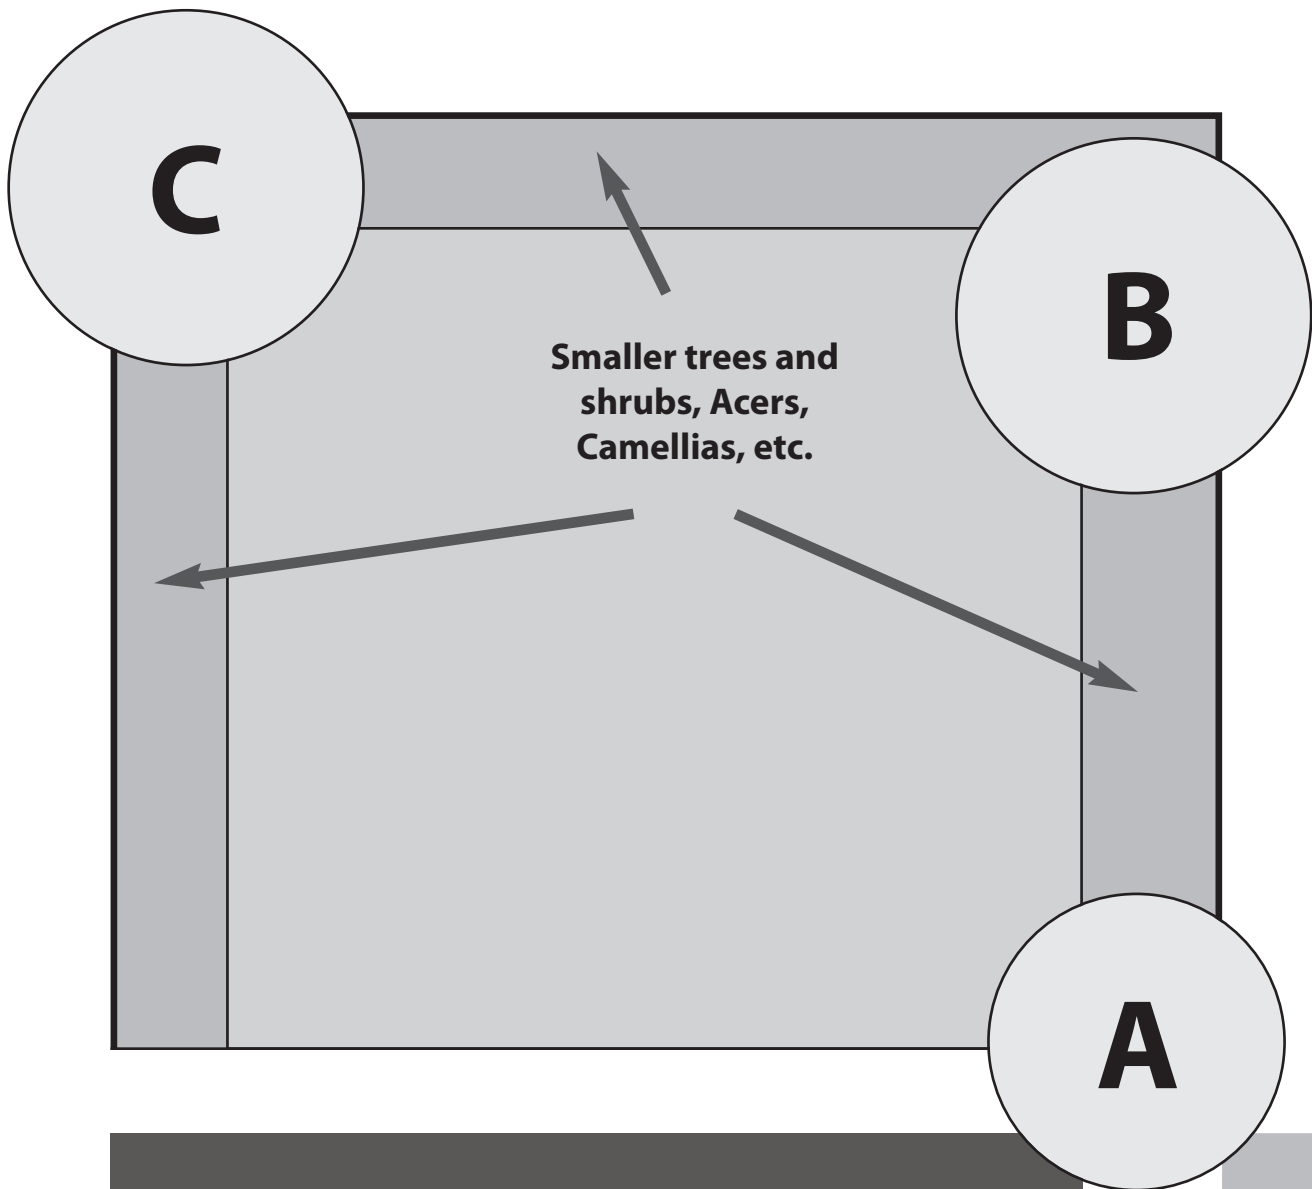 C
B
Smaller trees and
shrubs, Acers,
Camellias, etc.
A